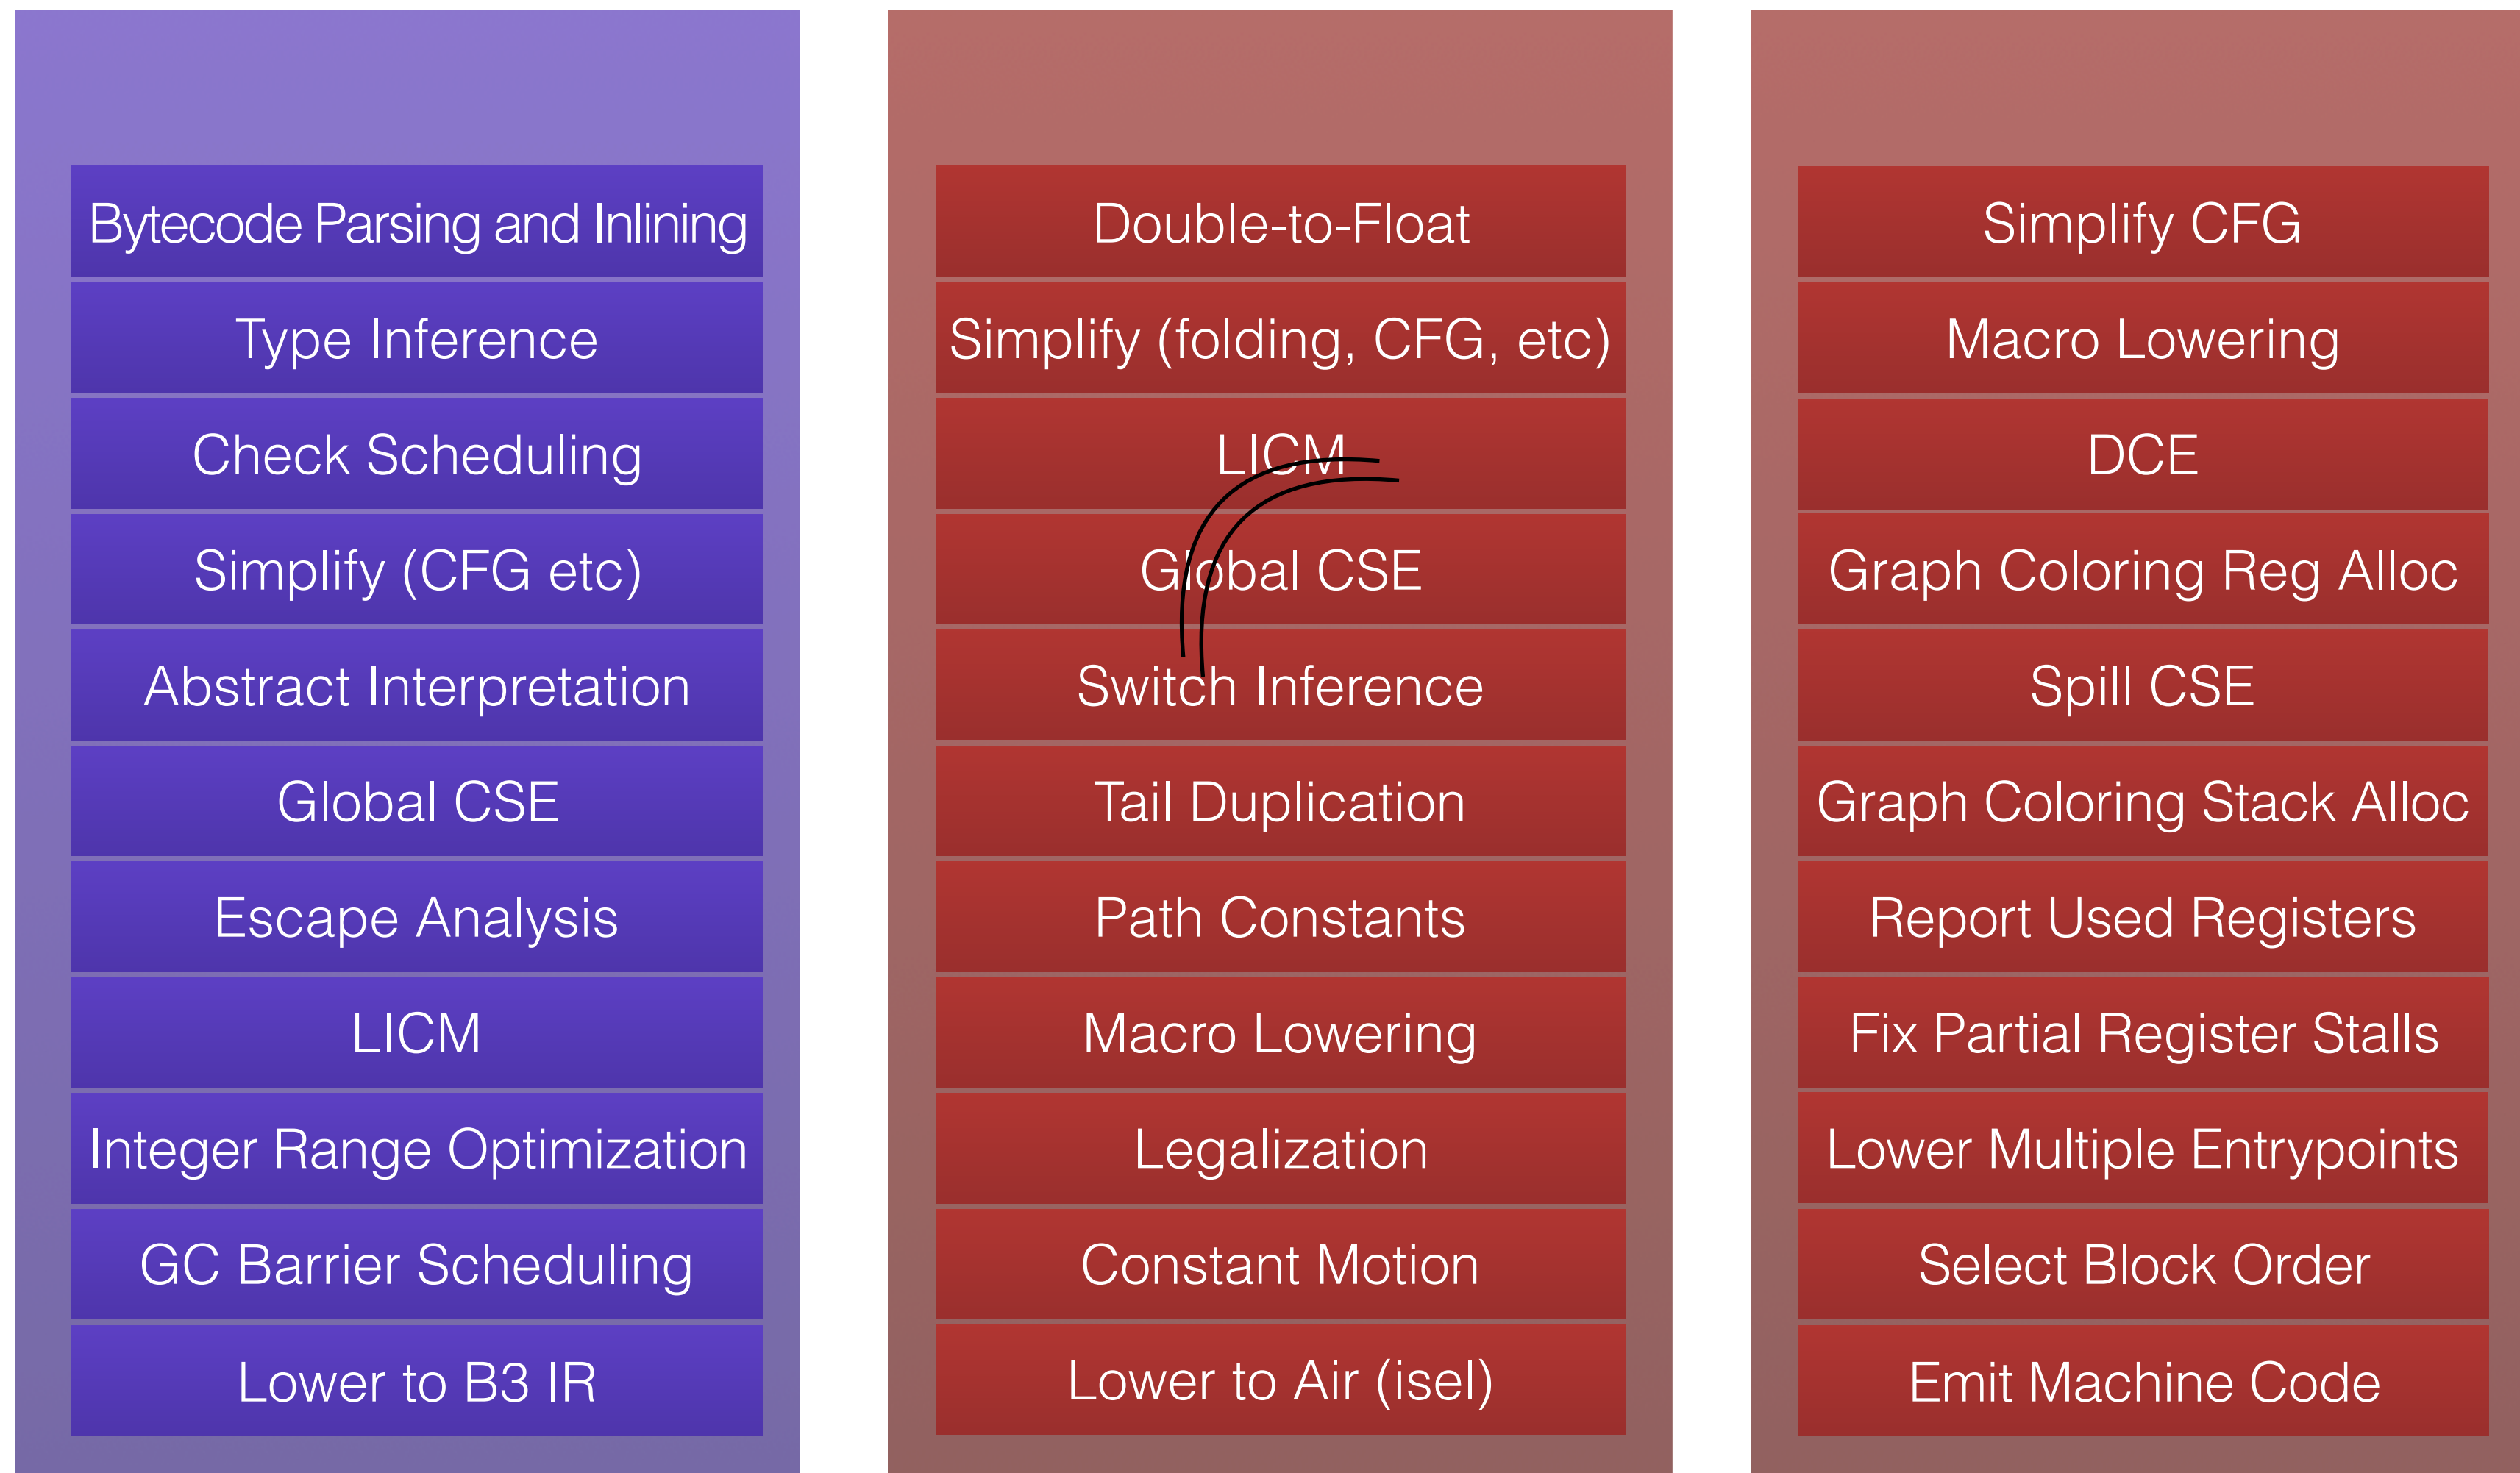 Bytecode Parsing and Inlining
Type Inference
Check Scheduling
Simplify (CFG etc)
Abstract Interpretation
Global CSE
Escape Analysis
LICM
Integer Range Optimization
GC Barrier Scheduling
Lower to B3 IR
Double-to-Float
Simplify (folding, CFG, etc)
LICM
Global CSE
Switch Inference
Tail Duplication
Path Constants
Macro Lowering
Legalization
Constant Motion
Lower to Air (isel)
Simplify CFG
Macro Lowering
DCE
Graph Coloring Reg Alloc
Spill CSE
Graph Coloring Stack Alloc
Report Used Registers
Fix Partial Register Stalls
Lower Multiple Entrypoints
Select Block Order
Emit Machine Code